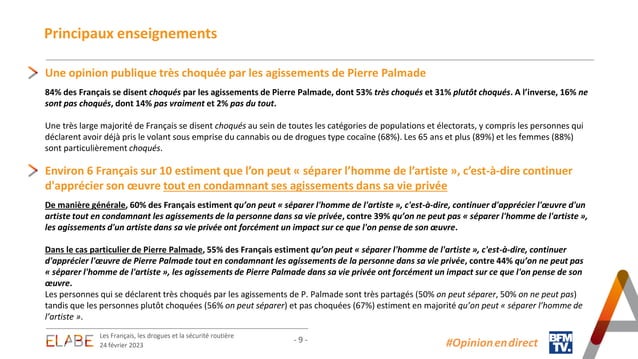 Principaux enseignements
Une opinion publique très choquée par les agissements de Pierre Palmade
84% des Français se disent choqués par les agissements de Pierre Palmade, dont 53% très choqués et 31% plutôt choqués. A l’inverse, 16% ne
sont pas choqués, dont 14% pas vraiment et 2% pas du tout.
Une très large majorité de Français se disent choqués au sein de toutes les catégories de populations et électorats, y compris les personnes qui
déclarent avoir déjà pris le volant sous emprise du cannabis ou de drogues type cocaïne (68%). Les 65 ans et plus (89%) et les femmes (88%)
sont particulièrement choqués.
Environ 6 Français sur 10 estiment que l’on peut « séparer l’homme de l’artiste », c’est-à-dire continuer
d'apprécier son œuvre tout en condamnant ses agissements dans sa vie privée
De manière générale, 60% des Français estiment qu’on peut « séparer l'homme de l'artiste », c'est-à-dire, continuer d'apprécier l'œuvre d'un
artiste tout en condamnant les agissements de la personne dans sa vie privée, contre 39% qu’on ne peut pas « séparer l'homme de l'artiste »,
les agissements d'un artiste dans sa vie privée ont forcément un impact sur ce que l'on pense de son œuvre.
Dans le cas particulier de Pierre Palmade, 55% des Français estiment qu’on peut « séparer l'homme de l'artiste », c'est-à-dire, continuer
d'apprécier l'œuvre de Pierre Palmade tout en condamnant les agissements de la personne dans sa vie privée, contre 44% qu’on ne peut pas
« séparer l'homme de l'artiste », les agissements de Pierre Palmade dans sa vie privée ont forcément un impact sur ce que l'on pense de son
œuvre.
Les personnes qui se déclarent très choquées par les agissements de P. Palmade sont très partagés (50% on peut séparer, 50% on ne peut pas)
tandis que les personnes plutôt choquées (56% on peut séparer) et pas choquées (67%) estiment en majorité qu’on peut « séparer l’homme de
l’artiste ».
ELABE
Les Français, les drogues et la sécurité routière
24 février 2023
- 9 -
#Opinion en direct
BFM
TV.